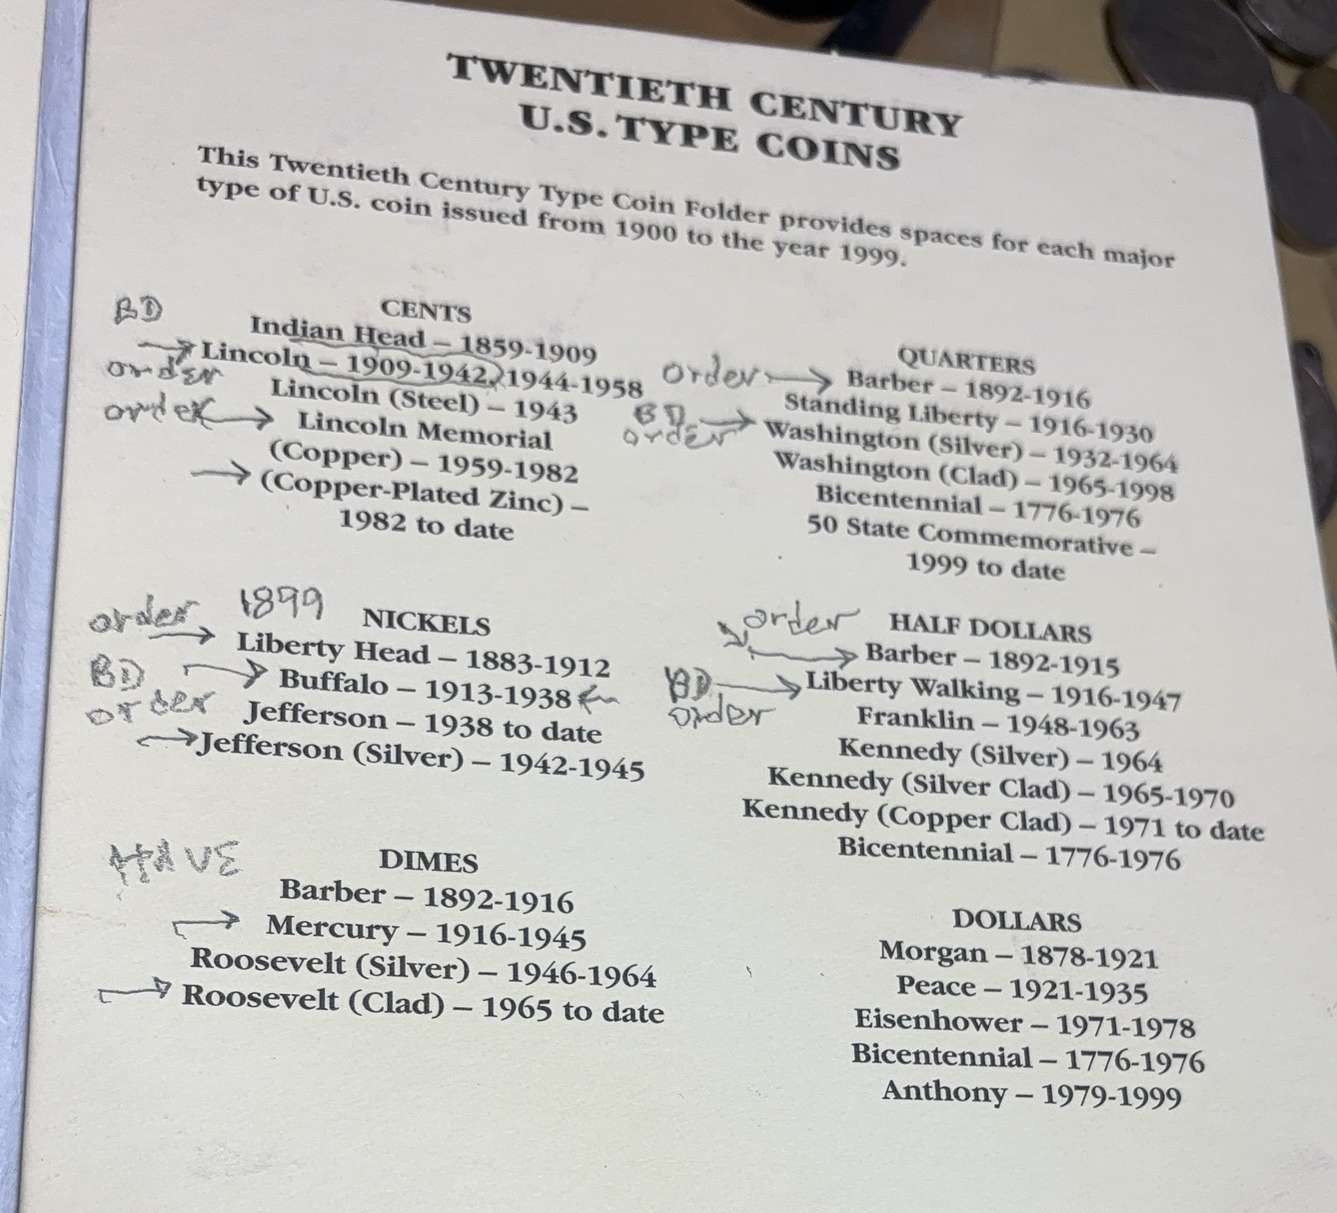 TWENTIETH CENTURY
U.S. TYPE COINS
This Twentieth Century Type Coin Folder provides spaces for each major
type of U.S. coin issued from 1900 to the year 1999.
BD
CENTS
Indian Head – 1859-1909
Lincoln – 1909-1942, 1944-1958
order
Lincoln (Steel) – 1943
order
Lincoln Memorial
(Copper) – 1959-1982
(Copper-Plated Zinc) –
1982 to date
order 1899
NICKELS
Liberty Head – 1883-1912
BD
Buffalo – 1913-1938
order
Jefferson – 1938 to date
Jefferson (Silver) – 1942-1945
HAVE
DIMES
Barber – 1892-1916
Mercury – 1916-1945
Roosevelt (Silver) – 1946-1964
Roosevelt (Clad) – 1965 to date
QUARTERS
order
Barber – 1892-1916
Standing Liberty – 1916-1930
BD
order
Washington (Silver) – 1932-1964
Washington (Clad) – 1965-1998
Bicentennial – 1776-1976
50 State Commemorative –
1999 to date
order
HALF DOLLARS
Barber – 1892-1915
BD
Liberty Walking – 1916-1947
order
Franklin – 1948-1963
Kennedy (Silver) – 1964
Kennedy (Silver Clad) – 1965-1970
Kennedy (Copper Clad) – 1971 to date
Bicentennial – 1776-1976
DOLLARS
Morgan – 1878-1921
Peace – 1921-1935
Eisenhower – 1971-1978
Bicentennial – 1776-1976
Anthony – 1979-1999